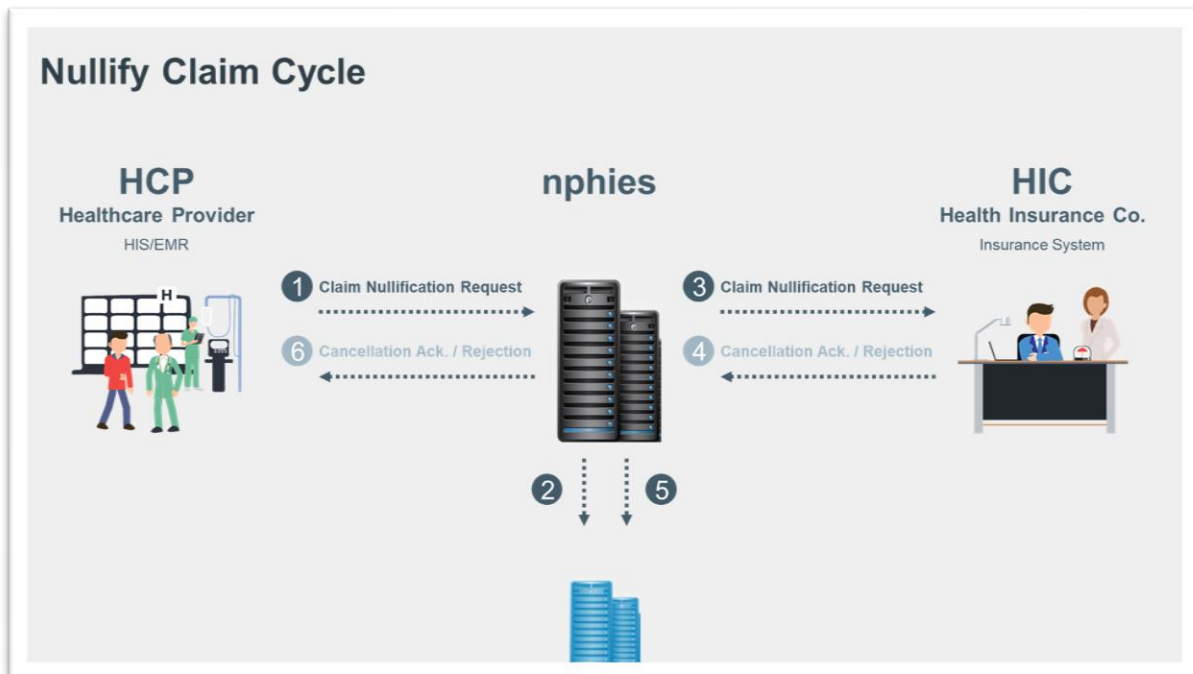 Nullify Claim Cycle
HCP
Healthcare Provider
HIS/EMR
nphies
HIC
Health Insurance Co.
Insurance System
H
1 Claim Nullification Request
3 Claim Nullification Request
6 Cancellation Ack. / Rejection
4 Cancellation Ack. / Rejection
2
5